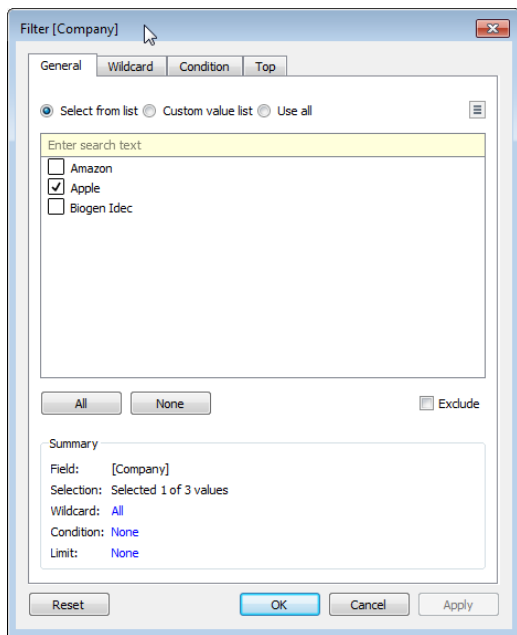 Filter [Company]
General Wildcard Condition Top
Select from list Custom value list Use all
Enter search text
Amazon
Apple
Biogen Idec
All None Exclude
Summary
Field: [Company]
Selection: Selected 1 of 3 values
Wildcard: All
Condition: None
Limit: None
Reset OK Cancel Apply